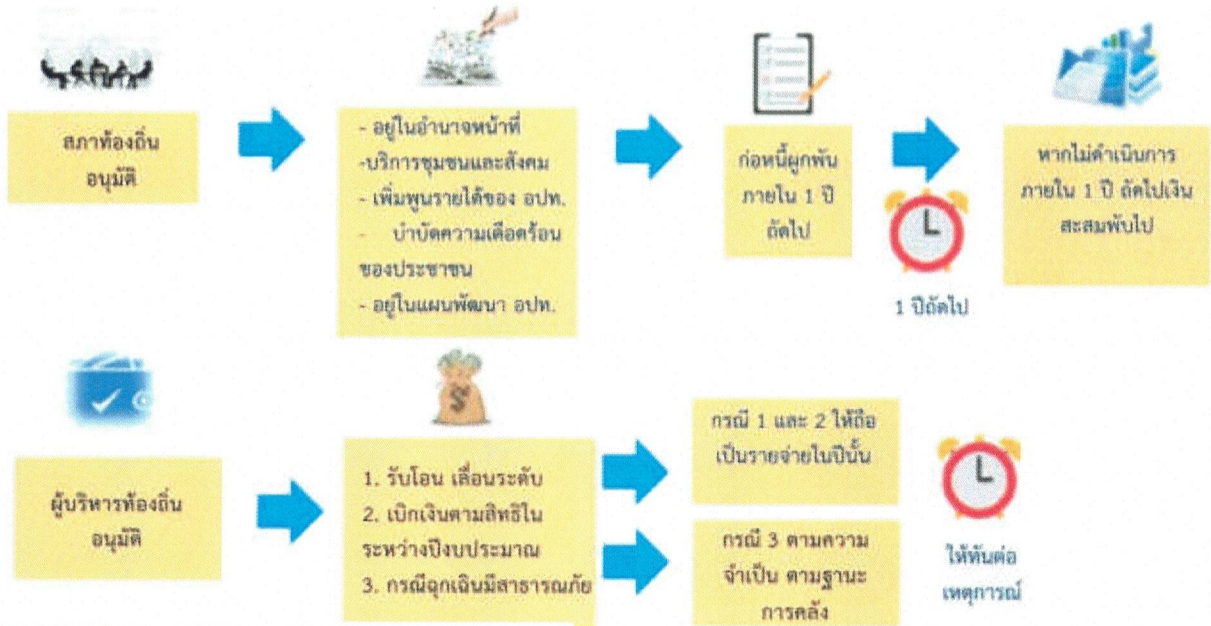 สภาท้องถิ่น
อนุมัติ
- อยู่ในอำนาจหน้าที่
-บริการชุมชนและสังคม
- เพิ่มพูนรายได้ของ อปท.
- บำบัดความเดือดร้อน
ของประชาชน
- อยู่ในแผนพัฒนา อปท.
ก่อหนี้ผูกพัน
ภายใน 1 ปี
ถัดไป
1 ปีถัดไป
หากไม่ดำเนินการ
ภายใน 1 ปี ถัดไปเงิน
สะสมพับไป
ผู้บริหารท้องถิ่น
อนุมัติ
1. รับโอน เลื่อนระดับ
2. เบิกเงินตามสิทธิใน
ระหว่างปีงบประมาณ
3. กรณีฉุกเฉินมีสาธารณภัย
กรณี 1 และ 2 ให้ถือ
เป็นรายจ่ายในปีนั้น
กรณี 3 ตามความ
จำเป็น ตามฐานะ
การคลัง
ให้ทันต่อ
เหตุการณ์